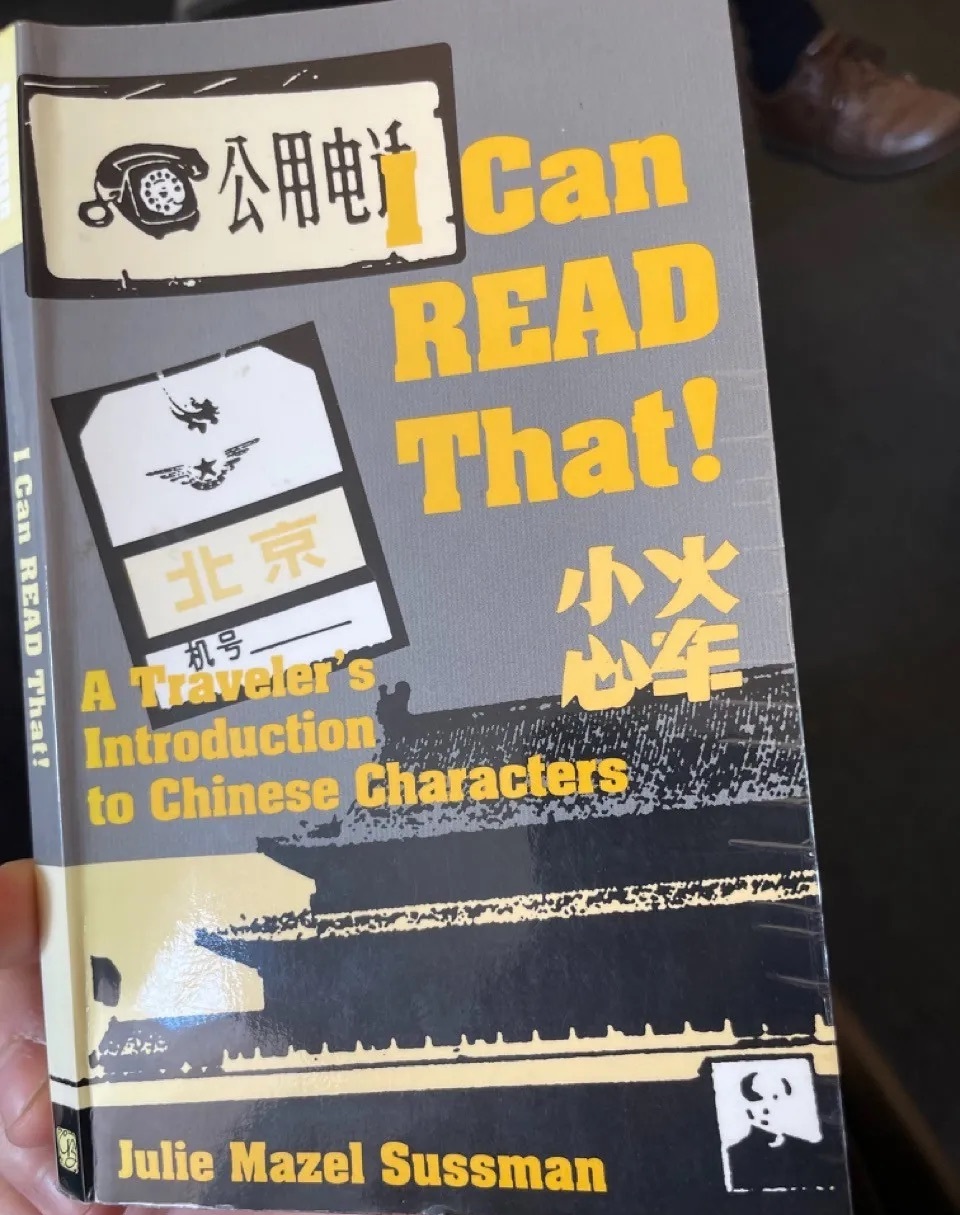 公用电话
I Can
READ
That!
北京
机号
小火
心车
A Traveler's
Introduction
to Chinese Characters
Julie Mazel Sussman
I Can READ That!